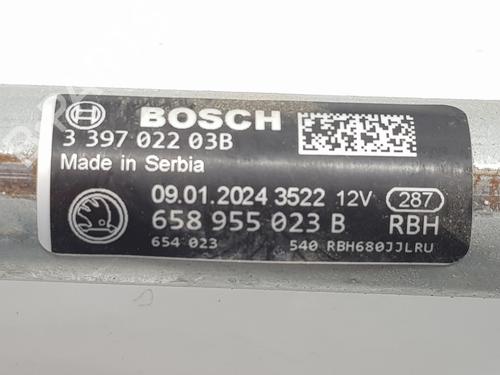 BOSCH
3 397 022 03B
Made in Serbia
09.01.2024 3522 12V 287
658 955 023 B RBH
654 023 540 RBH680JJLRU